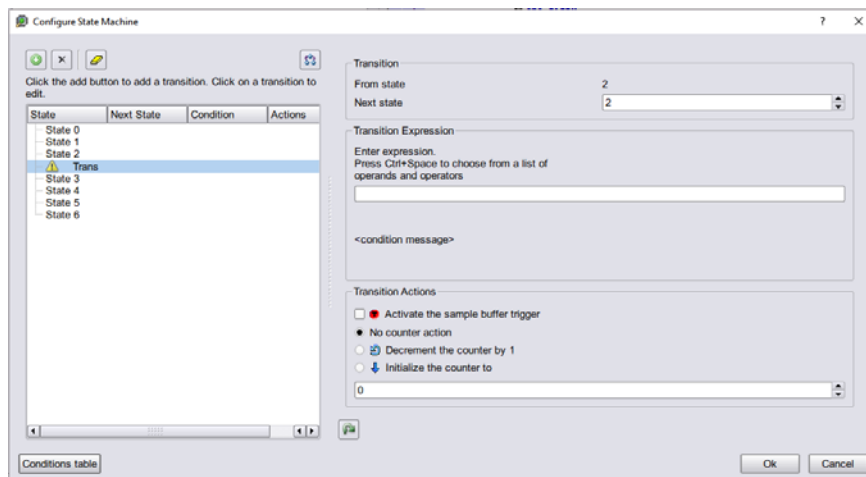 Configure State Machine
Click the add button to add a transition. Click on a transition to
edit.
State Next State Condition Actions
State 0
State 1
State 2
Trans
State 3
State 4
State 5
State 6
Conditions table
Transition
From state 2
Next state 2
Transition Expression
Enter expression.
Press Ctrl+Space to choose from a list of
operands and operators
<condition message>
Transition Actions
Activate the sample buffer trigger
No counter action
Decrement the counter by 1
Initialize the counter to
0
Ok Cancel